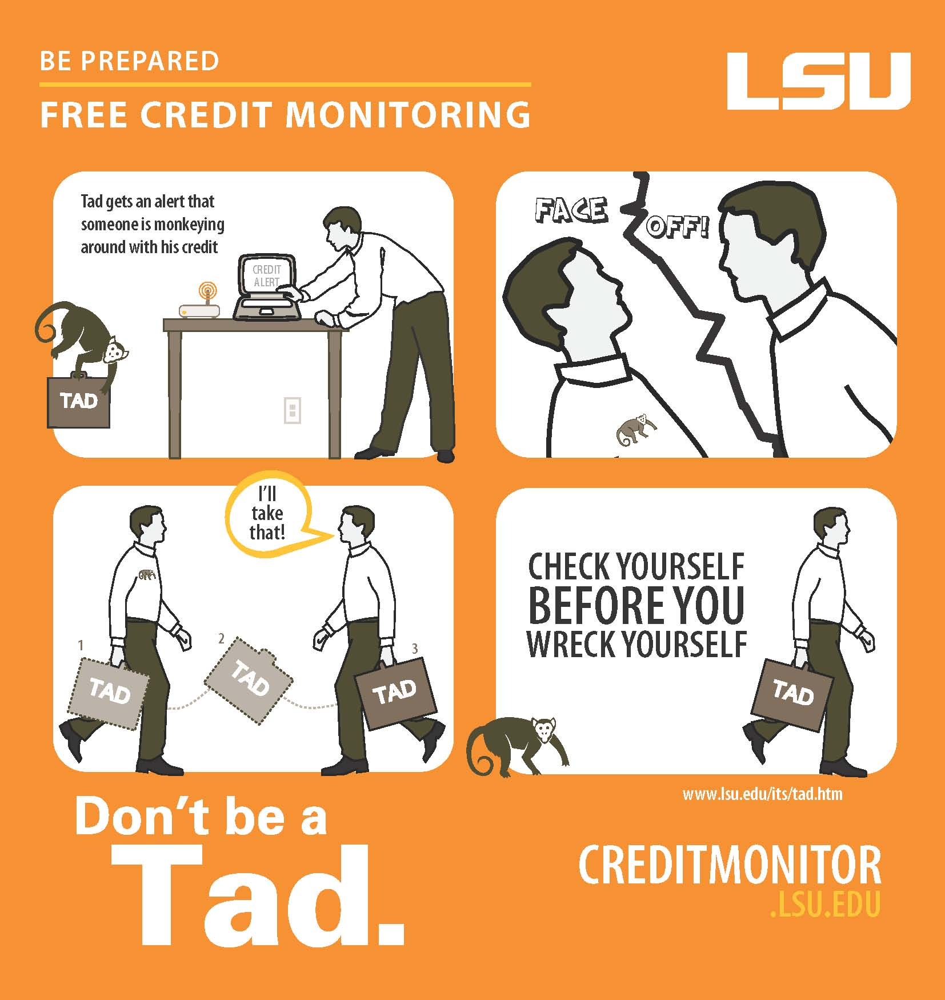 BE PREPARED
LSU
FREE CREDIT MONITORING
Tad gets an alert that
someone is monkeying
around with his credit
CREDIT
ALERT
TAD
FACE
OFF!
I'll
take
that!
1
TAD
2
TAD
3
TAD
CHECK YOURSELF
BEFORE YOU
WRECK YOURSELF
TAD
www.lsu.edu/its/tad.htm
Don't be a
Tad.
CREDITMONITOR
.LSU.EDU